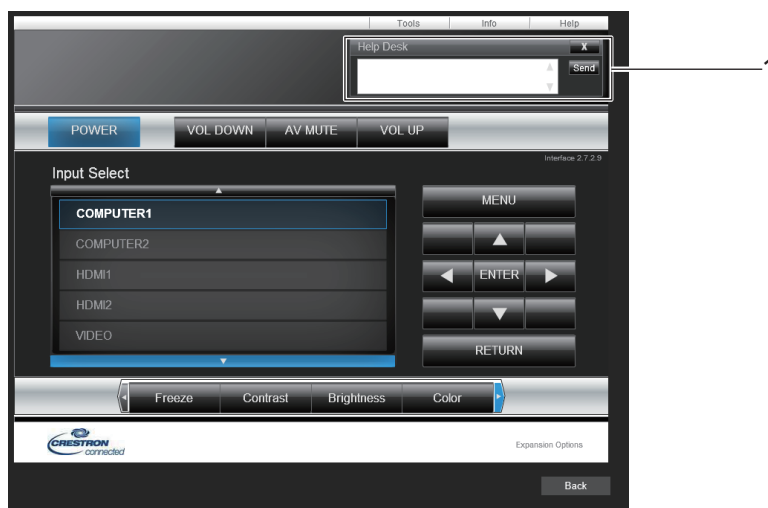 Tools Info Help
Help Desk X
Send
1
POWER VOL DOWN AV MUTE VOL UP
Interface 2.7.2.9
Input Select
COMPUTER1
COMPUTER2
HDMI1
HDMI2
VIDEO
MENU
ENTER
RETURN
Freeze Contrast Brightness Color
CRESTRON
connected
Expansion Options
Back